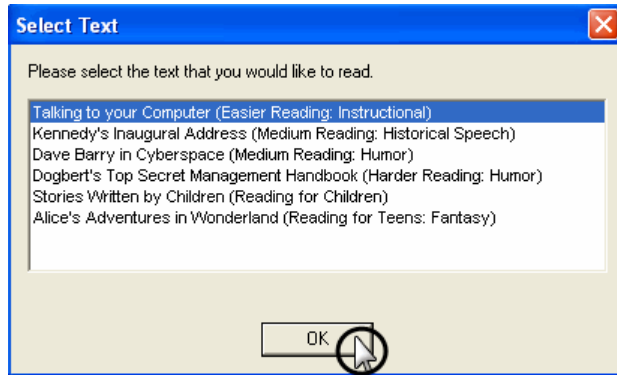 Select Text
Please select the text that you would like to read.
Talking to your Computer (Easier Reading: Instructional)
Kennedy's Inaugural Address (Medium Reading: Historical Speech)
Dave Barry in Cyberspace (Medium Reading: Humor)
Dogbert's Top Secret Management Handbook (Harder Reading: Humor)
Stories Written by Children (Reading for Children)
Alice's Adventures in Wonderland (Reading for Teens: Fantasy)
OK